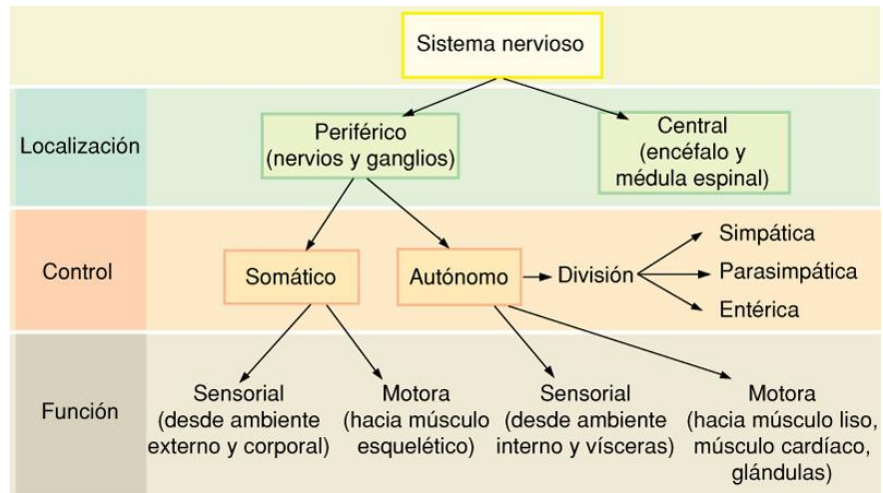 Sistema nervioso
Localización
Periférico
(nervios y ganglios)
Central
(encéfalo y
médula espinal)
Control
Somático
Autónomo
División
Simpática
Parasimpática
Entérica
Función
Sensorial
(desde ambiente
externo y corporal)
Motora
(hacia músculo
esquelético)
Sensorial
(desde ambiente
interno y vísceras)
Motora
(hacia músculo liso,
músculo cardíaco,
glándulas)